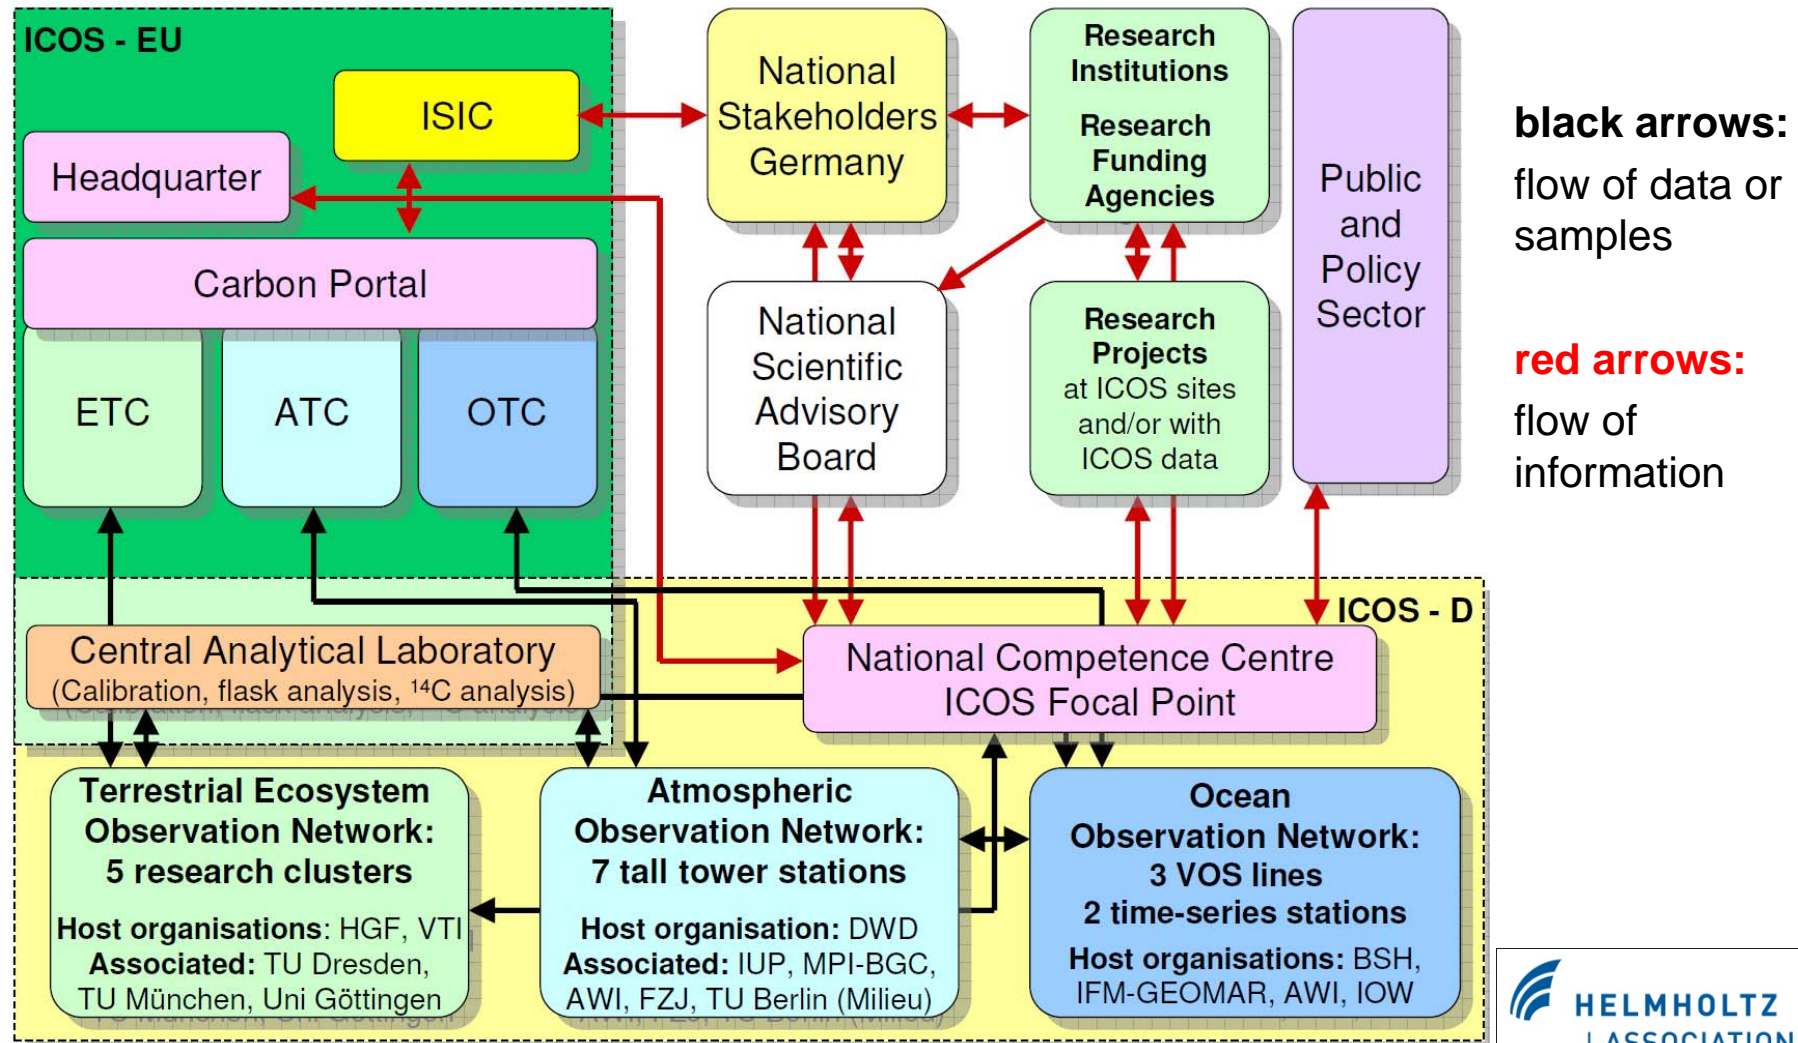 ICOS - EU
ISIC
Headquarter
Carbon Portal
ETC
ATC
OTC
National
Stakeholders
Germany
Research
Institutions
Research
Funding
Agencies
Public
and
Policy
Sector
National
Scientific
Advisory
Board
Research
Projects
at ICOS sites
and/or with
ICOS data
black arrows:
flow of data or
samples
red arrows:
flow of
information
ICOS - D
Central Analytical Laboratory
(Calibration, flask analysis, ¹⁴C analysis)
National Competence Centre
ICOS Focal Point
Terrestrial Ecosystem
Observation Network:
5 research clusters
Host organisations: HGF, VTI
Associated: TU Dresden,
TU München, Uni Göttingen
Atmospheric
Observation Network:
7 tall tower stations
Host organisation: DWD
Associated: IUP, MPI-BGC,
AWI, FZJ, TU Berlin (Milieu)
Ocean
Observation Network:
3 VOS lines
2 time-series stations
Host organisations: BSH,
IFM-GEOMAR, AWI, IOW
HELMHOLTZ
ASSOCIATION